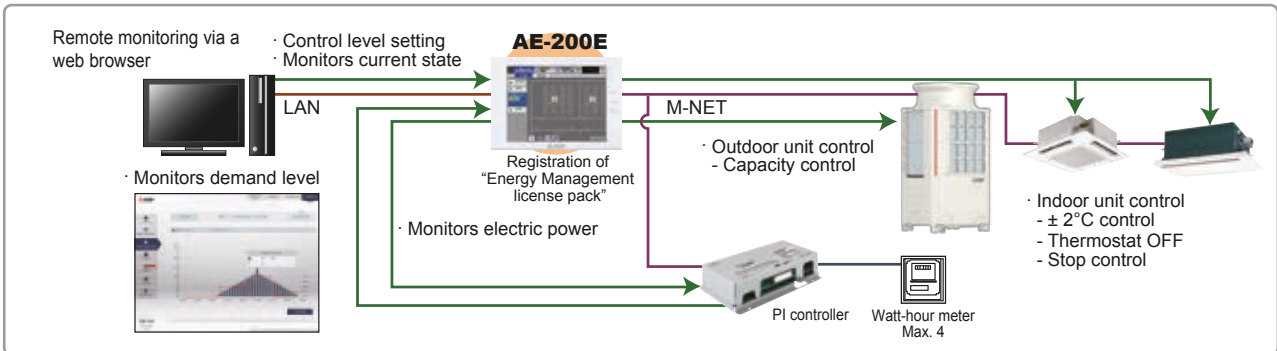 Remote monitoring via a
web browser
· Control level setting
· Monitors current state
AE-200E
LAN
M-NET
Registration of
“Energy Management
license pack”
· Outdoor unit control
- Capacity control
· Monitors demand level
· Monitors electric power
· Indoor unit control
- ± 2°C control
- Thermostat OFF
- Stop control
PI controller
Watt-hour meter
Max. 4